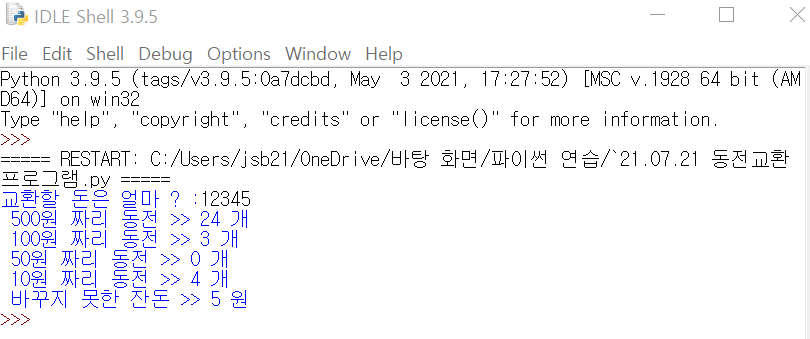 IDLE Shell 3.9.5
File Edit Shell Debug Options Window Help
Python 3.9.5 (tags/v3.9.5:0a7dcbd, May  3 2021, 17:27:52) [MSC v.1928 64 bit (AM
D64)] on win32
Type "help", "copyright", "credits" or "license()" for more information.
>>>
===== RESTART: C:/Users/jsb21/OneDrive/바탕 화면/파이썬 연습/`21.07.21 동전교환
프로그램.py =====
교환할 돈은 얼마 ? :12345
 500원 짜리 동전 >> 24 개
 100원 짜리 동전 >> 3 개
 50원 짜리 동전 >> 0 개
 10원 짜리 동전 >> 4 개
 바꾸지 못한 잔돈 >> 5 원
>>>